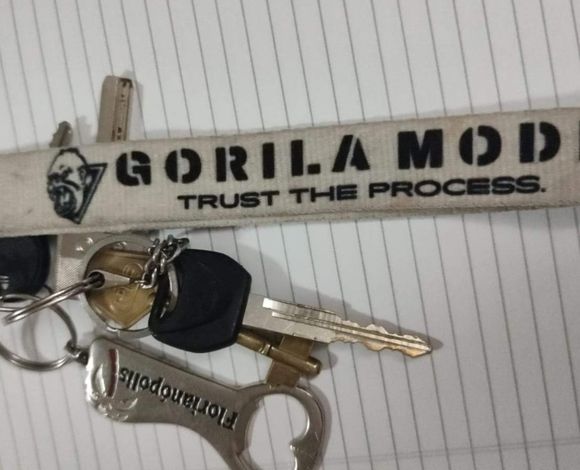 GORILA MOD
TRUST THE PROCESS.
Florianópolis